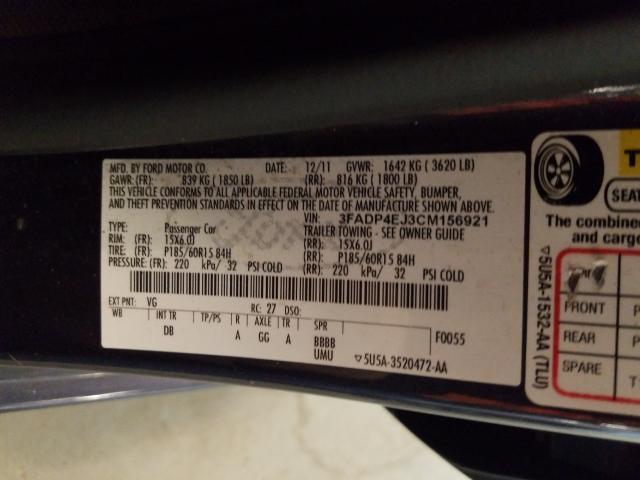 MFD. BY FORD MOTOR CO. DATE: 12/11 GVWR: 1642 KG ( 3620 LB)
GAWR: (FR): 839 KG ( 1850 LB) (RR): 816 KG ( 1800 LB)
THIS VEHICLE CONFORMS TO ALL APPLICABLE FEDERAL MOTOR VEHICLE SAFETY, BUMPER,
AND THEFT PREVENTION STANDARDS IN EFFECT ON THE DATE OF MANUFACTURE SHOWN ABOVE.
VIN: 3FADP4EJ3CM156921
TYPE: Passenger Car TRAILER TOWING - SEE OWNER GUIDE
RIM: (FR): 15X6.0J (RR): 15X6.0J
TIRE: (FR): P185/60R15 84H (RR): P185/60R15 84H
PRESSURE: (FR): 220 kPa/ 32 PSI COLD (RR): 220 kPa/ 32 PSI COLD
EXT PNT: VG RC: 27 DSO:
WB INT TR TP/PS R AXLE TR SPR F0055
DB A GG A BBBB
UMU ▽5U5A-3520472-AA
▽5U5A-1532-AA (TLU)
T
SEAT
The combine
and carg
FRONT P
REAR P
SPARE T